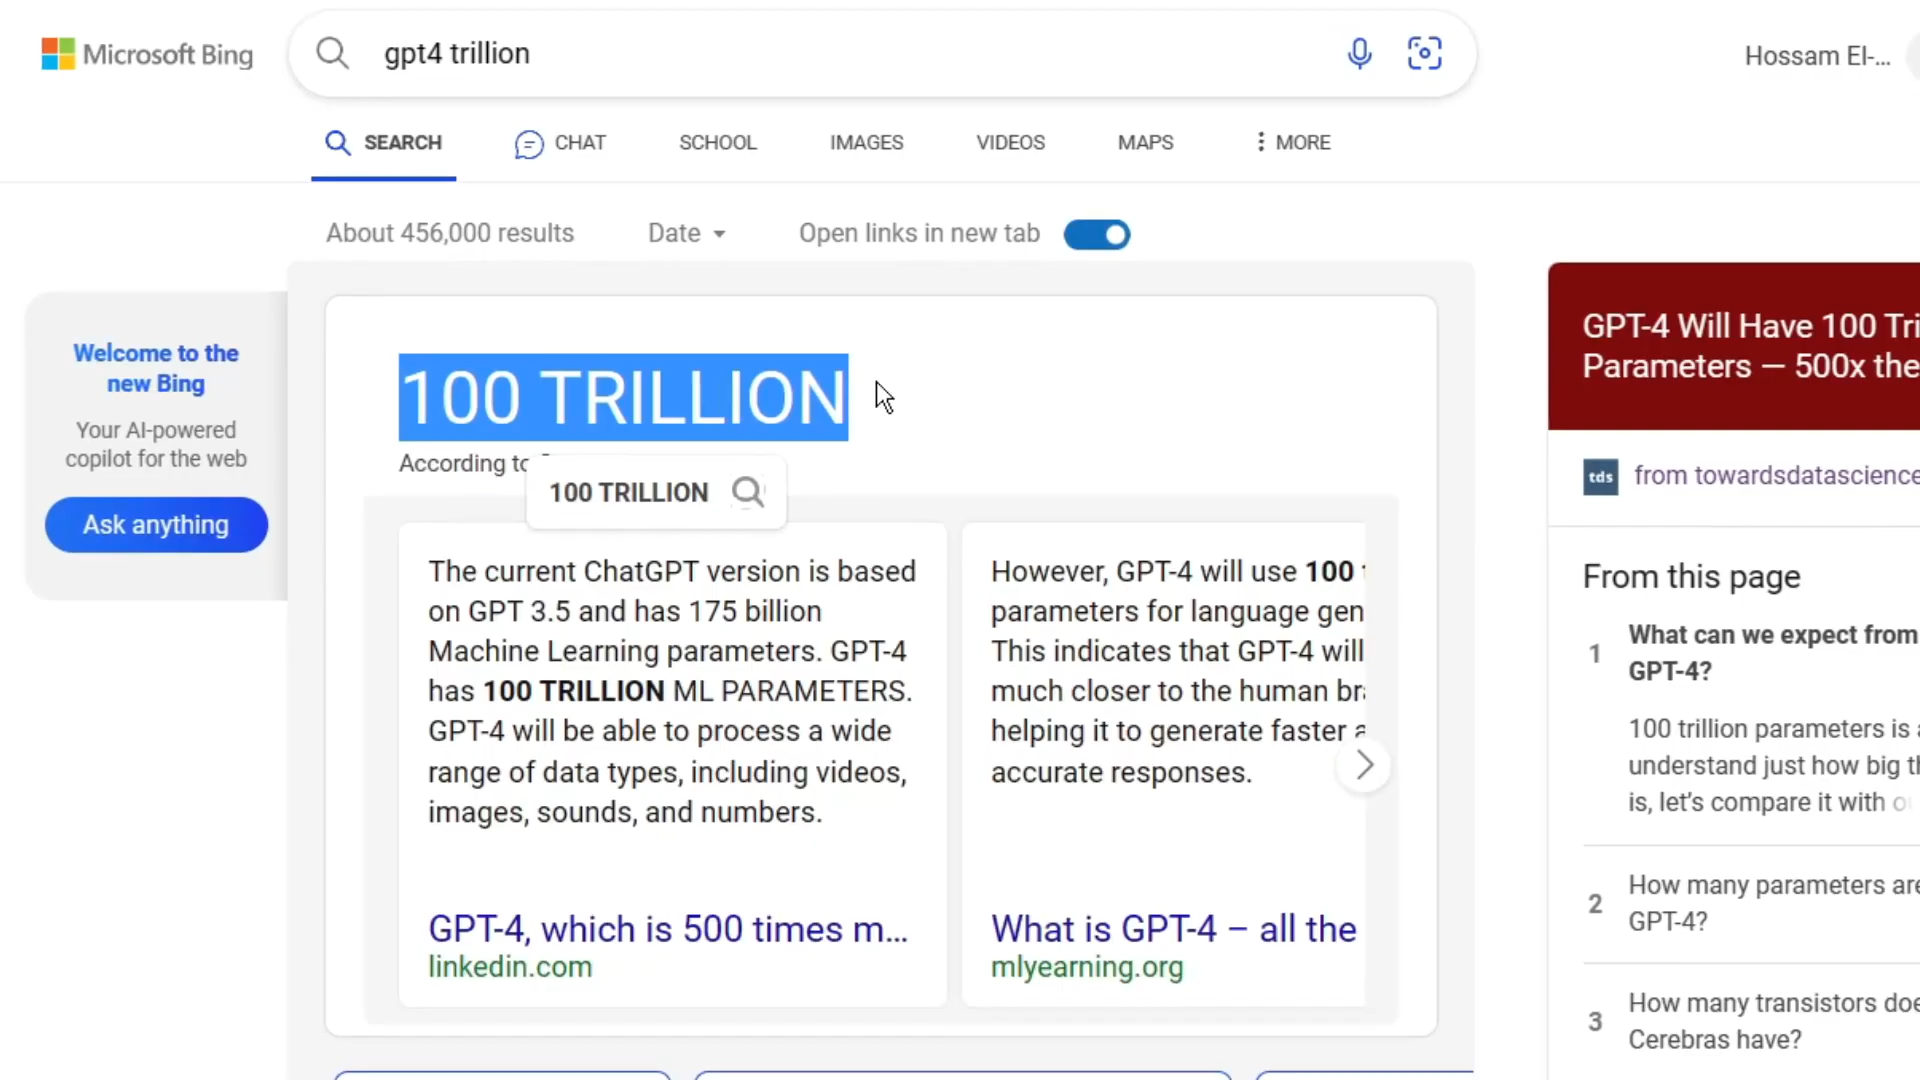 Microsoft Bing
gpt4 trillion
Hossam El-...
SEARCH
CHAT
SCHOOL
IMAGES
VIDEOS
MAPS
MORE
About 456,000 results
Date
Open links in new tab
Welcome to the
new Bing
Your AI-powered
copilot for the web
Ask anything
100 TRILLION
According to
100 TRILLION
The current ChatGPT version is based
on GPT 3.5 and has 175 billion
Machine Learning parameters. GPT-4
has 100 TRILLION ML PARAMETERS.
GPT-4 will be able to process a wide
range of data types, including videos,
images, sounds, and numbers.
GPT-4, which is 500 times m...
linkedin.com
However, GPT-4 will use 100
parameters for language gen
This indicates that GPT-4 will
much closer to the human
helping it to generate faster
accurate responses.
What is GPT-4 – all the
mlyearning.org
GPT-4 Will Have 100
Parameters — 500x the
tds
from towardsdatascience
From this page
1
What can we expect from
GPT-4?
100 trillion parameters is
understand just how big
is, let's compare it with
2
How many parameters are
GPT-4?
3
How many transistors does
Cerebras have?